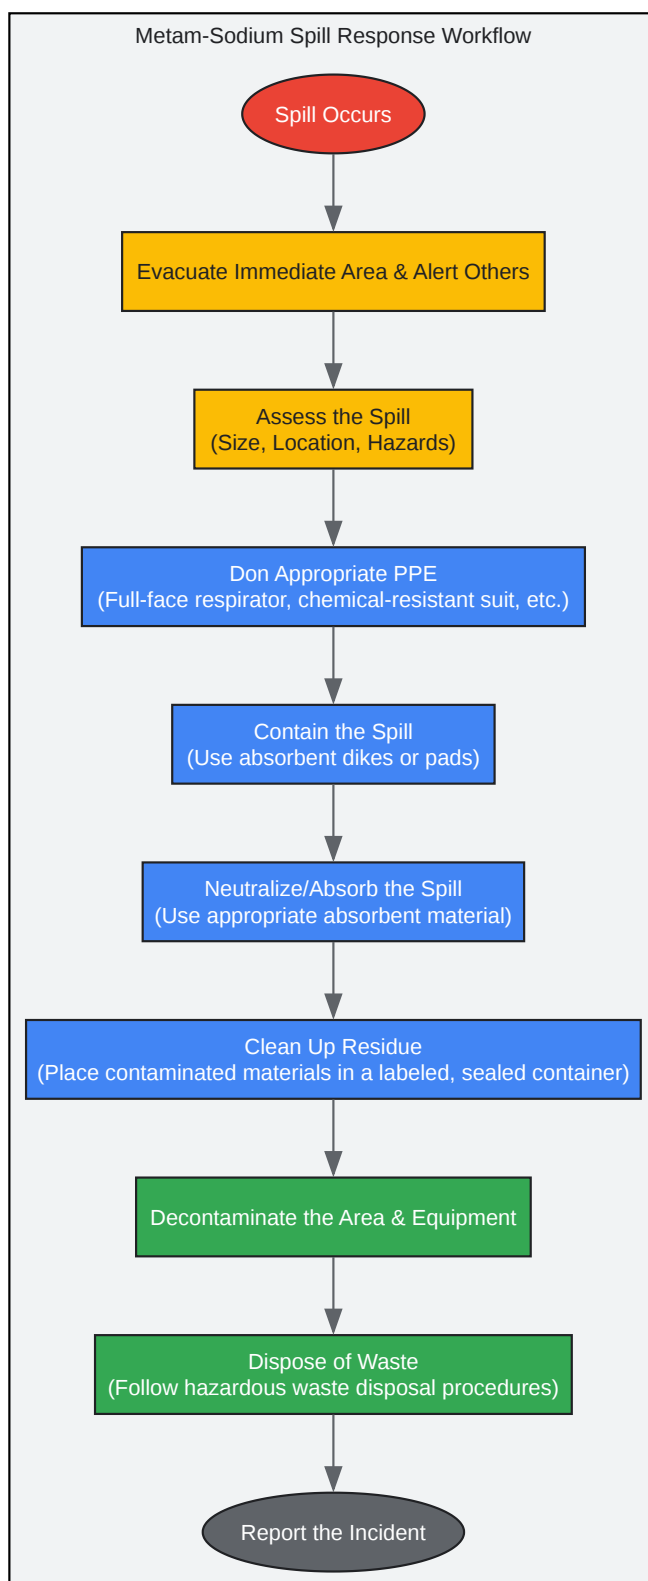 Metam-Sodium Spill Response Workflow
Spill Occurs
Evacuate Immediate Area & Alert Others
Assess the Spill
(Size, Location, Hazards)
Don Appropriate PPE
(Full-face respirator, chemical-resistant suit, etc.)
Contain the Spill
(Use absorbent dikes or pads)
Neutralize/Absorb the Spill
(Use appropriate absorbent material)
Clean Up Residue
(Place contaminated materials in a labeled, sealed container)
Decontaminate the Area & Equipment
Dispose of Waste
(Follow hazardous waste disposal procedures)
Report the Incident